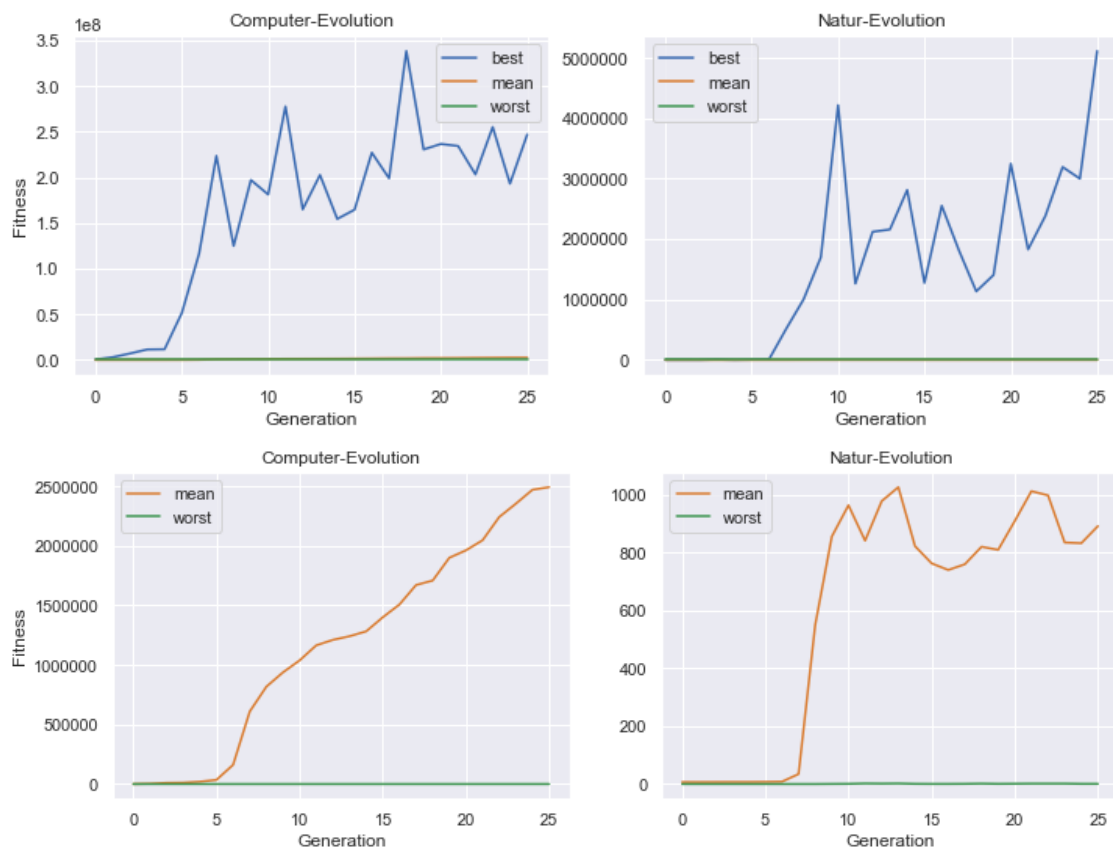 Computer-Evolution
1e8
3.5
3.0
2.5
2.0
1.5
1.0
0.5
0.0
Fitness
best
mean
worst
0 5 10 15 20 25
Generation
Natur-Evolution
5000000
4000000
3000000
2000000
1000000
0
best
mean
worst
0 5 10 15 20 25
Generation
Computer-Evolution
2500000
2000000
1500000
1000000
500000
0
Fitness
mean
worst
0 5 10 15 20 25
Generation
Natur-Evolution
1000
800
600
400
200
0
mean
worst
0 5 10 15 20 25
Generation